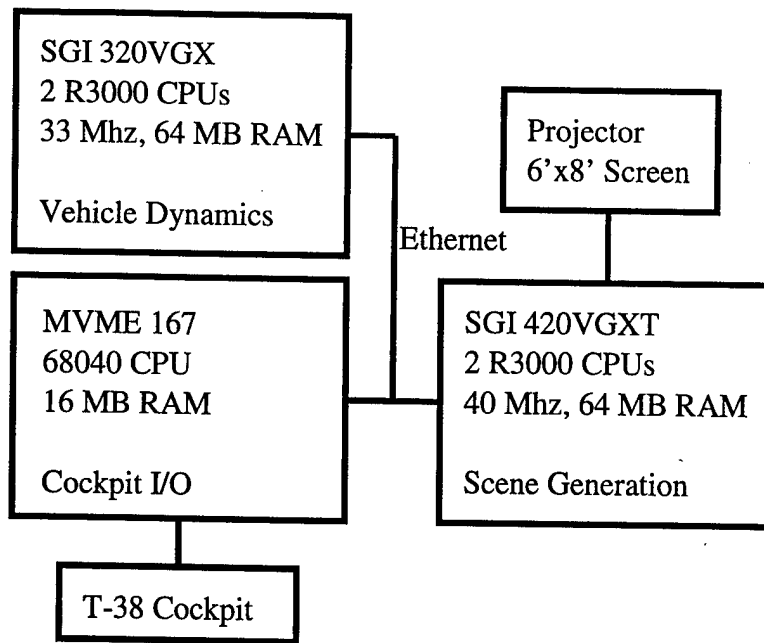 SGI 320VGX
2 R3000 CPUs
33 Mhz, 64 MB RAM
Vehicle Dynamics
Projector
6'x8' Screen
Ethernet
MVME 167
68040 CPU
16 MB RAM
Cockpit I/O
SGI 420VGXT
2 R3000 CPUs
40 Mhz, 64 MB RAM
Scene Generation
T-38 Cockpit